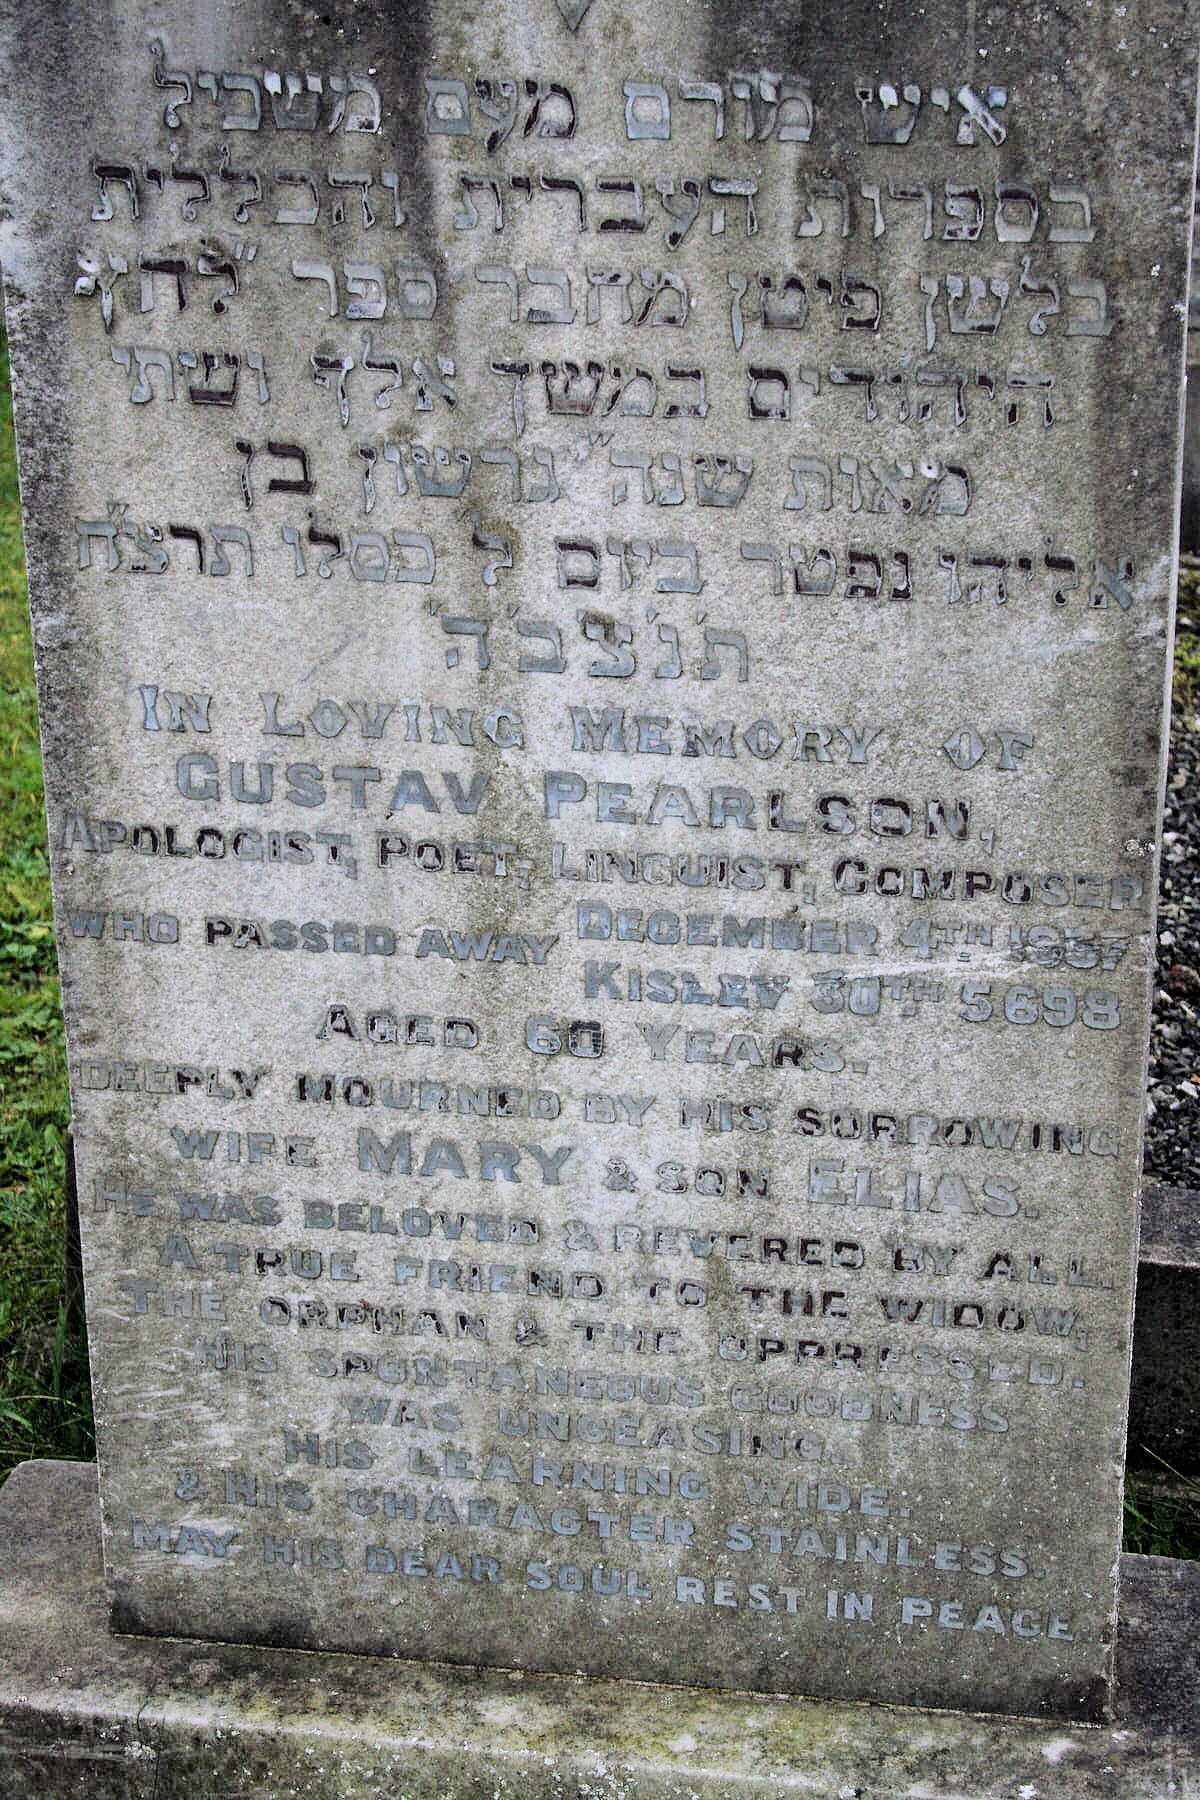 איש מורם מעם משכיל
בספרות העברית והכללית
בלשן פיטן מחבר ספר "לחץ
היהודים במשך אלף ושתי
מאות שנה" גרשון בן
אליהו נפטר ביום ל' כסלו תרצ"ח
ת'נ'צ'ב'ה'
IN LOVING MEMORY OF
GUSTAV PEARLSON,
APOLOGIST, POET, LINGUIST, COMPOSER
WHO PASSED AWAY DECEMBER 4TH 1937
KISLEV 30TH 5698
AGED 60 YEARS.
DEEPLY MOURNED BY HIS SORROWING
WIFE MARY & SON ELIAS.
HE WAS BELOVED & REVERED BY ALL.
A TRUE FRIEND TO THE WIDOW,
THE ORPHAN & THE OPPRESSED.
HIS SPONTANEOUS GOODNESS
WAS UNCEASING.
HIS LEARNING WIDE.
& HIS CHARACTER STAINLESS.
MAY HIS DEAR SOUL REST IN PEACE.